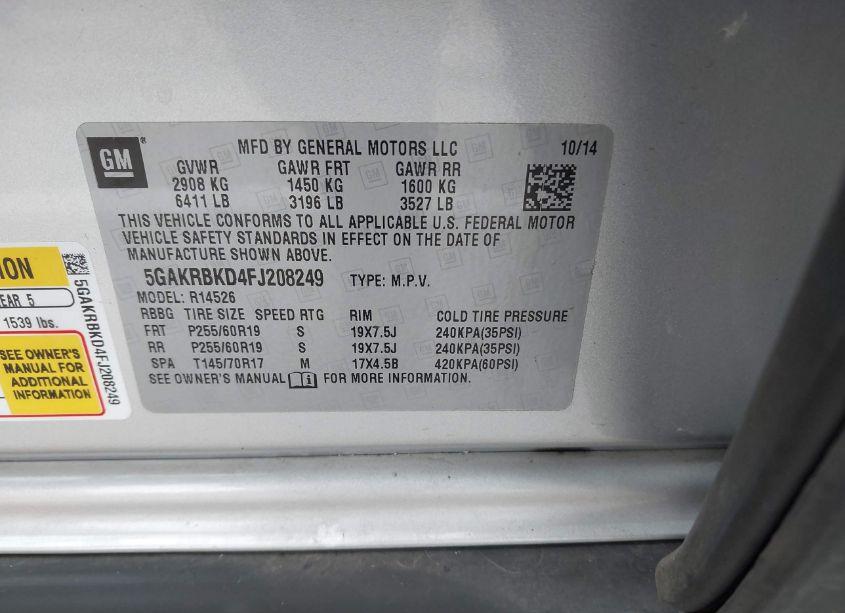 GM
MFD BY GENERAL MOTORS LLC 10/14
GVWR GAWR FRT GAWR RR
2908 KG 1450 KG 1600 KG
6411 LB 3196 LB 3527 LB
THIS VEHICLE CONFORMS TO ALL APPLICABLE U.S. FEDERAL MOTOR
VEHICLE SAFETY STANDARDS IN EFFECT ON THE DATE OF
MANUFACTURE SHOWN ABOVE.
5GAKRBKD4FJ208249 TYPE: M.P.V.
MODEL: R14526
RBBG TIRE SIZE SPEED RTG RIM COLD TIRE PRESSURE
FRT P255/60R19 S 19X7.5J 240KPA(35PSI)
RR P255/60R19 S 19X7.5J 240KPA(35PSI)
SPA T145/70R17 M 17X4.5B 420KPA(60PSI)
SEE OWNER'S MANUAL FOR MORE INFORMATION.
5
1539 lbs.
SEE OWNER'S
MANUAL FOR
ADDITIONAL
INFORMATION
5GAKRBKD4FJ208249